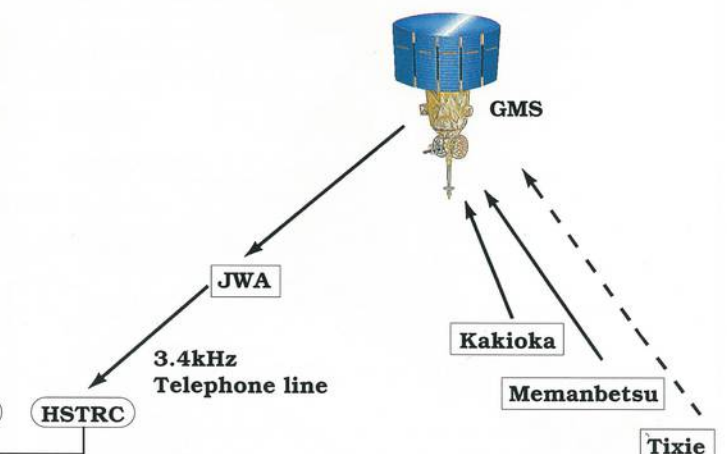 GMS
JWA
3.4kHz
Telephone line
Kakioka
Memanbetsu
HSTRC
Tixie